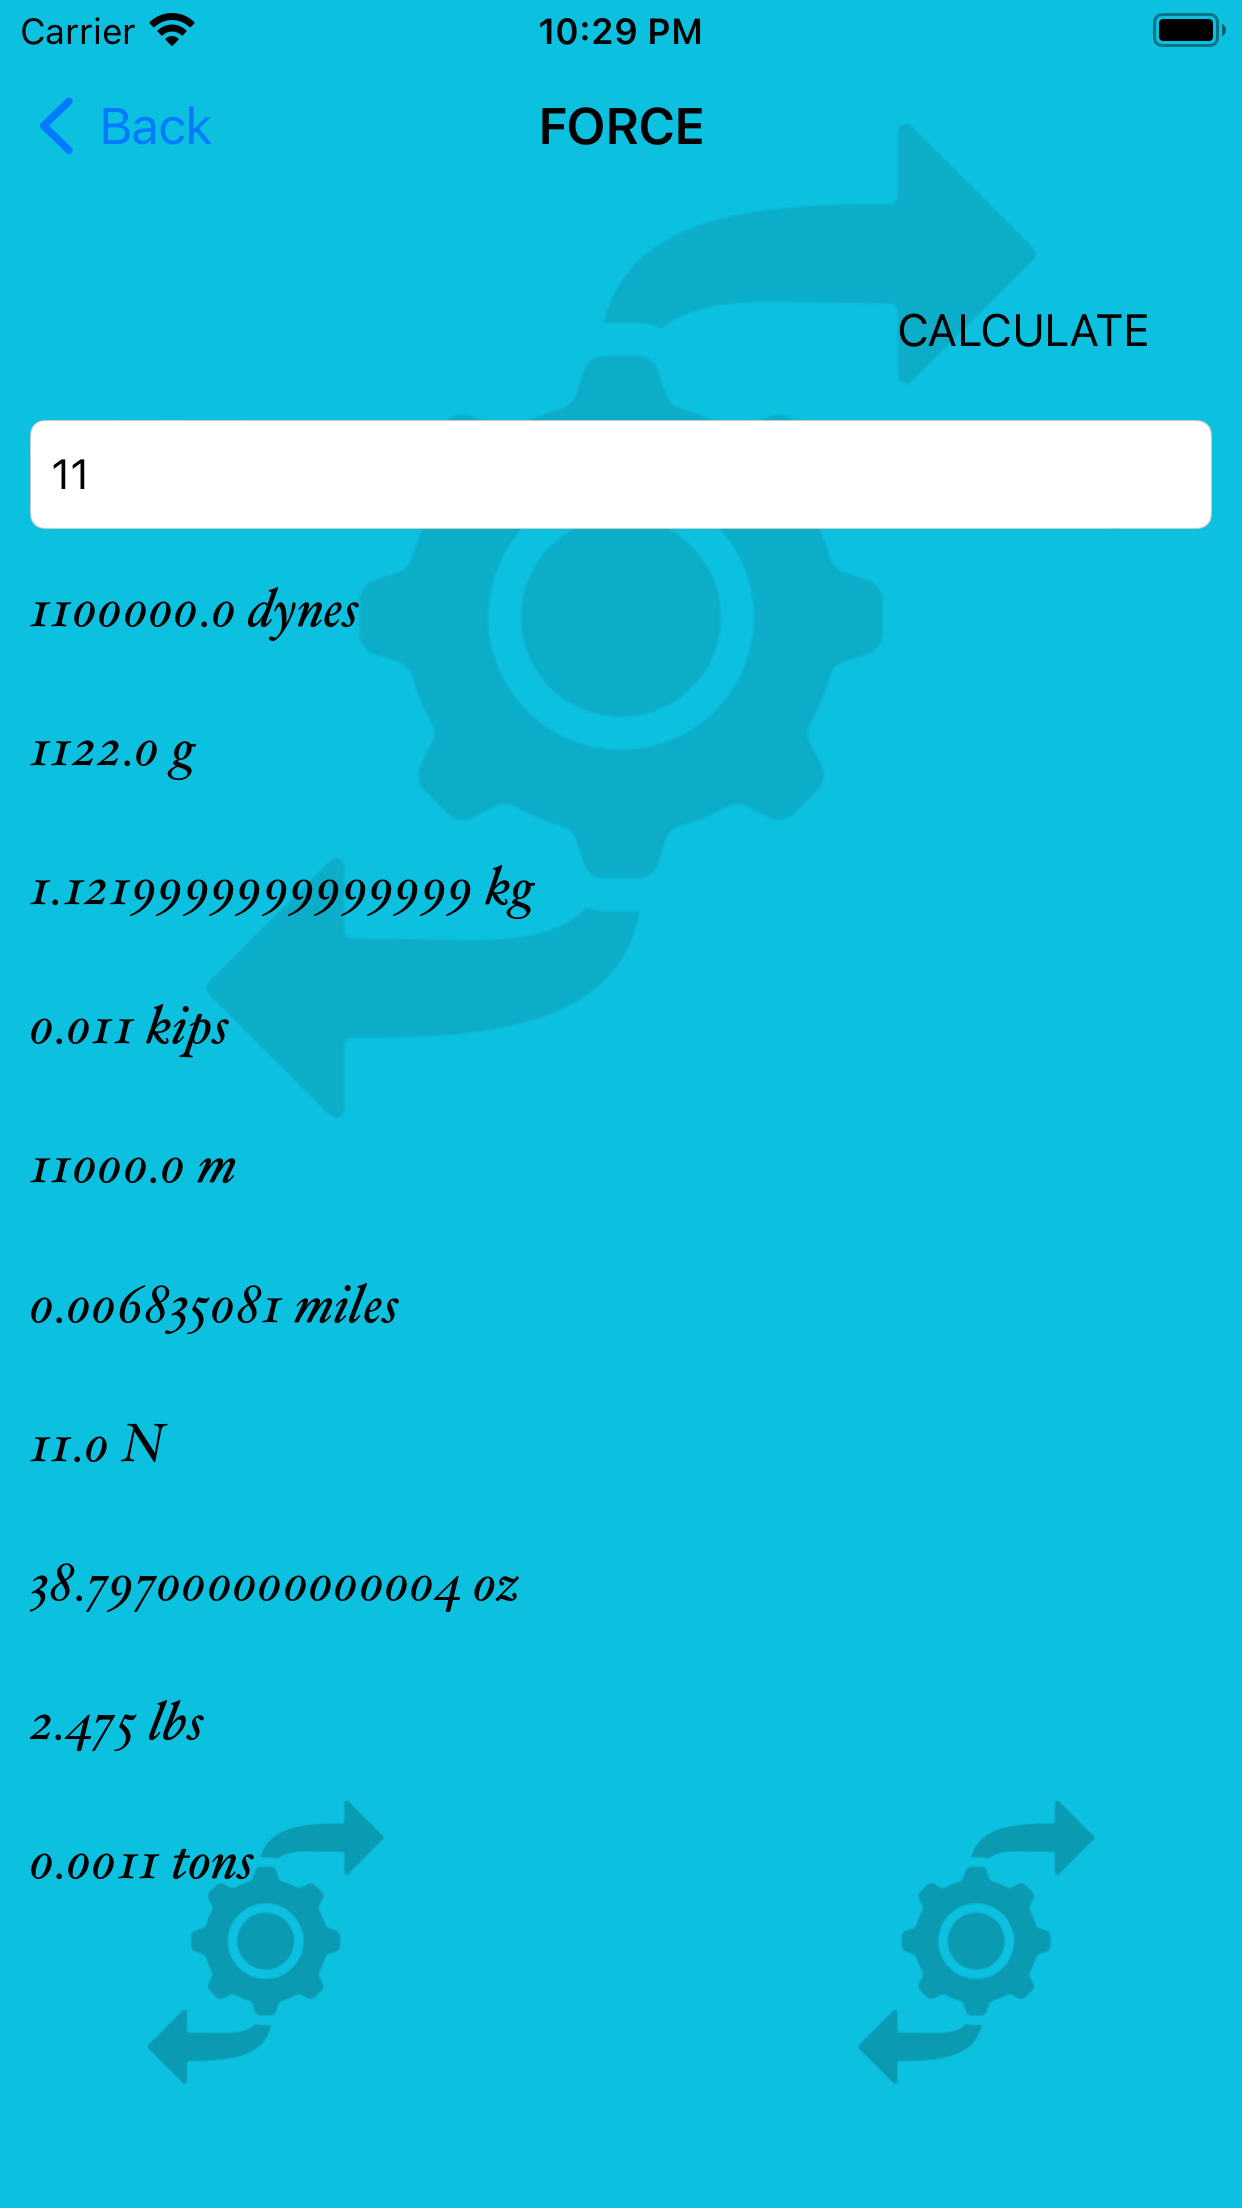 Carrier 10:29 PM
Back FORCE
CALCULATE
11
1100000.0 dynes
1122.0 g
1.1219999999999999 kg
0.011 kips
11000.0 m
0.006835081 miles
11.0 N
38.797000000000004 oz
2.475 lbs
0.0011 tons